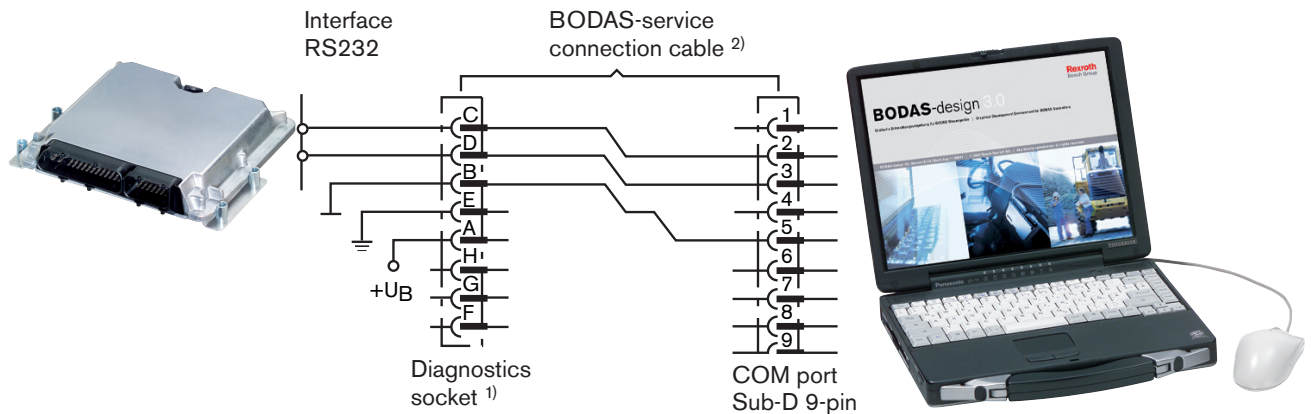 Interface
RS232
BODAS-service
connection cable 2)
C
D
B
E
A
H
G
F
+UB
Diagnostics
socket 1)
1
2
3
4
5
6
7
8
9
COM port
Sub-D 9-pin
Rexroth
Bosch Group
BODAS-design 3.0
Panasonic
TOUGHBOOK